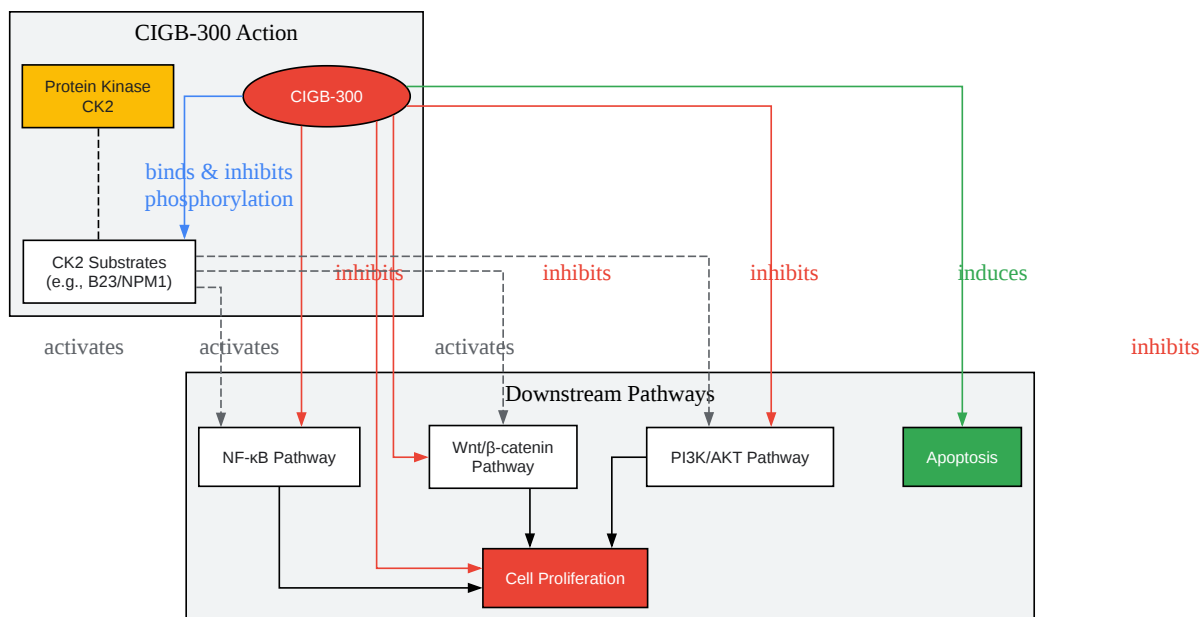 CIGB-300 Action
Protein Kinase
CK2
CIGB-300
binds & inhibits
phosphorylation
CK2 Substrates
(e.g., B23/NPM1)
inhibits
inhibits
inhibits
induces
activates
activates
activates
inhibits
Downstream Pathways
NF-κB Pathway
Wnt/β-catenin
Pathway
PI3K/AKT Pathway
Apoptosis
Cell Proliferation